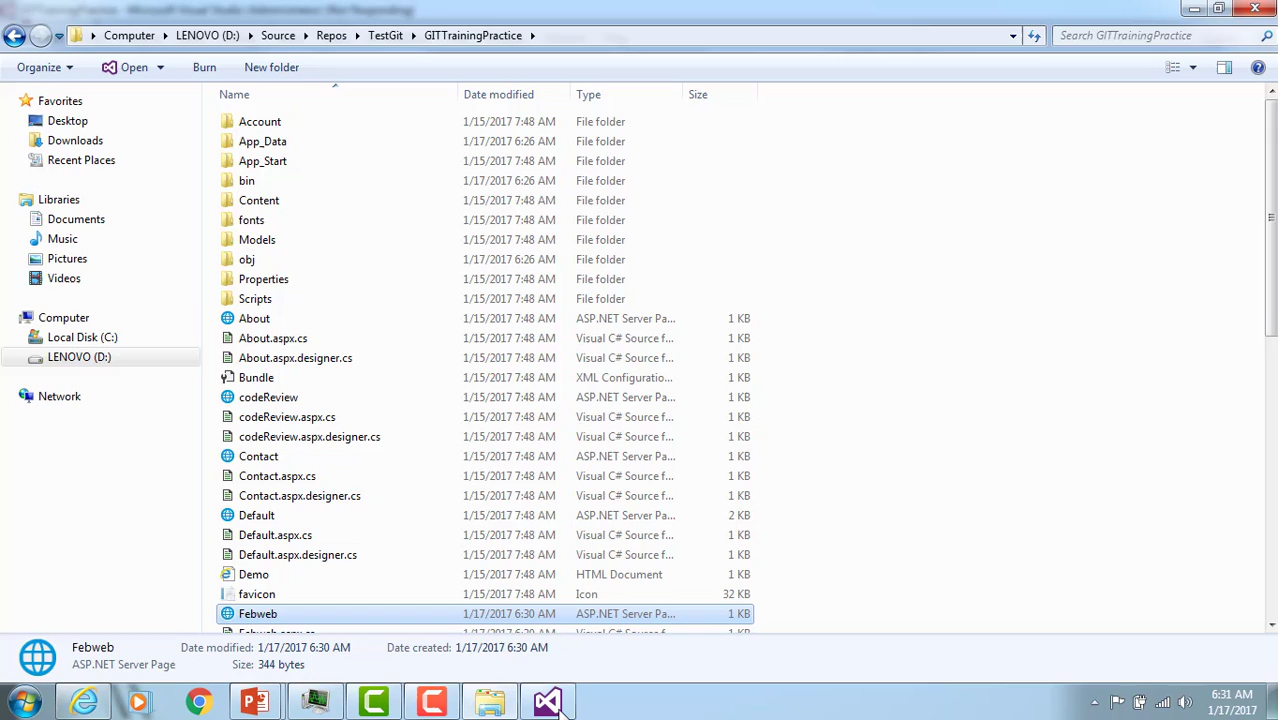 Computer LENOVO (D:) Source Repos TestGit GITTrainingPractice Search GITTrainingPractice
Organize Open Burn New folder
Name Date modified Type Size
Favorites
Desktop
Downloads
Recent Places
Libraries
Documents
Music
Pictures
Videos
Computer
Local Disk (C:)
LENOVO (D:)
Network
Account 1/15/2017 7:48 AM File folder
App_Data 1/17/2017 6:26 AM File folder
App_Start 1/15/2017 7:48 AM File folder
bin 1/17/2017 6:26 AM File folder
Content 1/15/2017 7:48 AM File folder
fonts 1/15/2017 7:48 AM File folder
Models 1/15/2017 7:48 AM File folder
obj 1/17/2017 6:26 AM File folder
Properties 1/15/2017 7:48 AM File folder
Scripts 1/15/2017 7:48 AM File folder
About 1/15/2017 7:48 AM ASP.NET Server Pa... 1 KB
About.aspx.cs 1/15/2017 7:48 AM Visual C# Source f... 1 KB
About.aspx.designer.cs 1/15/2017 7:48 AM Visual C# Source f... 1 KB
Bundle 1/15/2017 7:48 AM XML Configuratio... 1 KB
codeReview 1/15/2017 7:48 AM ASP.NET Server Pa... 1 KB
codeReview.aspx.cs 1/15/2017 7:48 AM Visual C# Source f... 1 KB
codeReview.aspx.designer.cs 1/15/2017 7:48 AM Visual C# Source f... 1 KB
Contact 1/15/2017 7:48 AM ASP.NET Server Pa... 1 KB
Contact.aspx.cs 1/15/2017 7:48 AM Visual C# Source f... 1 KB
Contact.aspx.designer.cs 1/15/2017 7:48 AM Visual C# Source f... 1 KB
Default 1/15/2017 7:48 AM ASP.NET Server Pa... 2 KB
Default.aspx.cs 1/15/2017 7:48 AM Visual C# Source f... 1 KB
Default.aspx.designer.cs 1/15/2017 7:48 AM Visual C# Source f... 1 KB
Demo 1/15/2017 7:48 AM HTML Document 1 KB
favicon 1/15/2017 7:48 AM Icon 32 KB
Febweb 1/17/2017 6:30 AM ASP.NET Server Pa... 1 KB
Febweb Date modified: 1/17/2017 6:30 AM Date created: 1/17/2017 6:30 AM
ASP.NET Server Page Size: 344 bytes
6:31 AM
1/17/2017